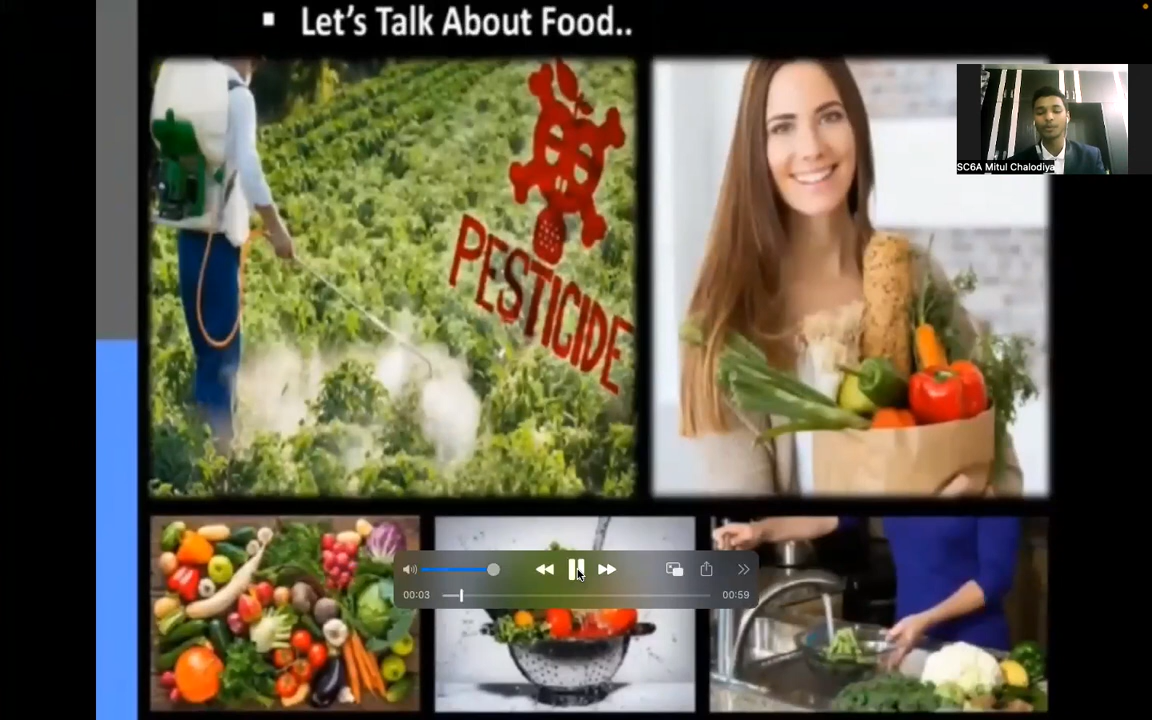 ▪ Let's Talk About Food..
PESTICIDE
SC6A Mitul Chalodiya
00:03
00:59